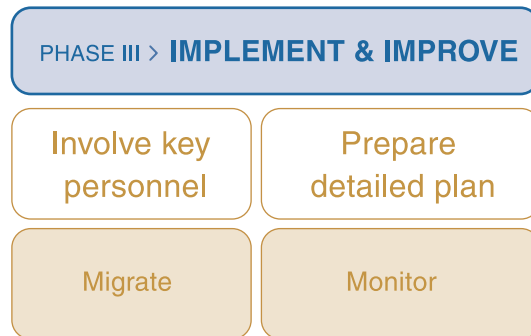 PHASE III > IMPLEMENT & IMPROVE
Involve key
personnel
Prepare
detailed plan
Migrate
Monitor